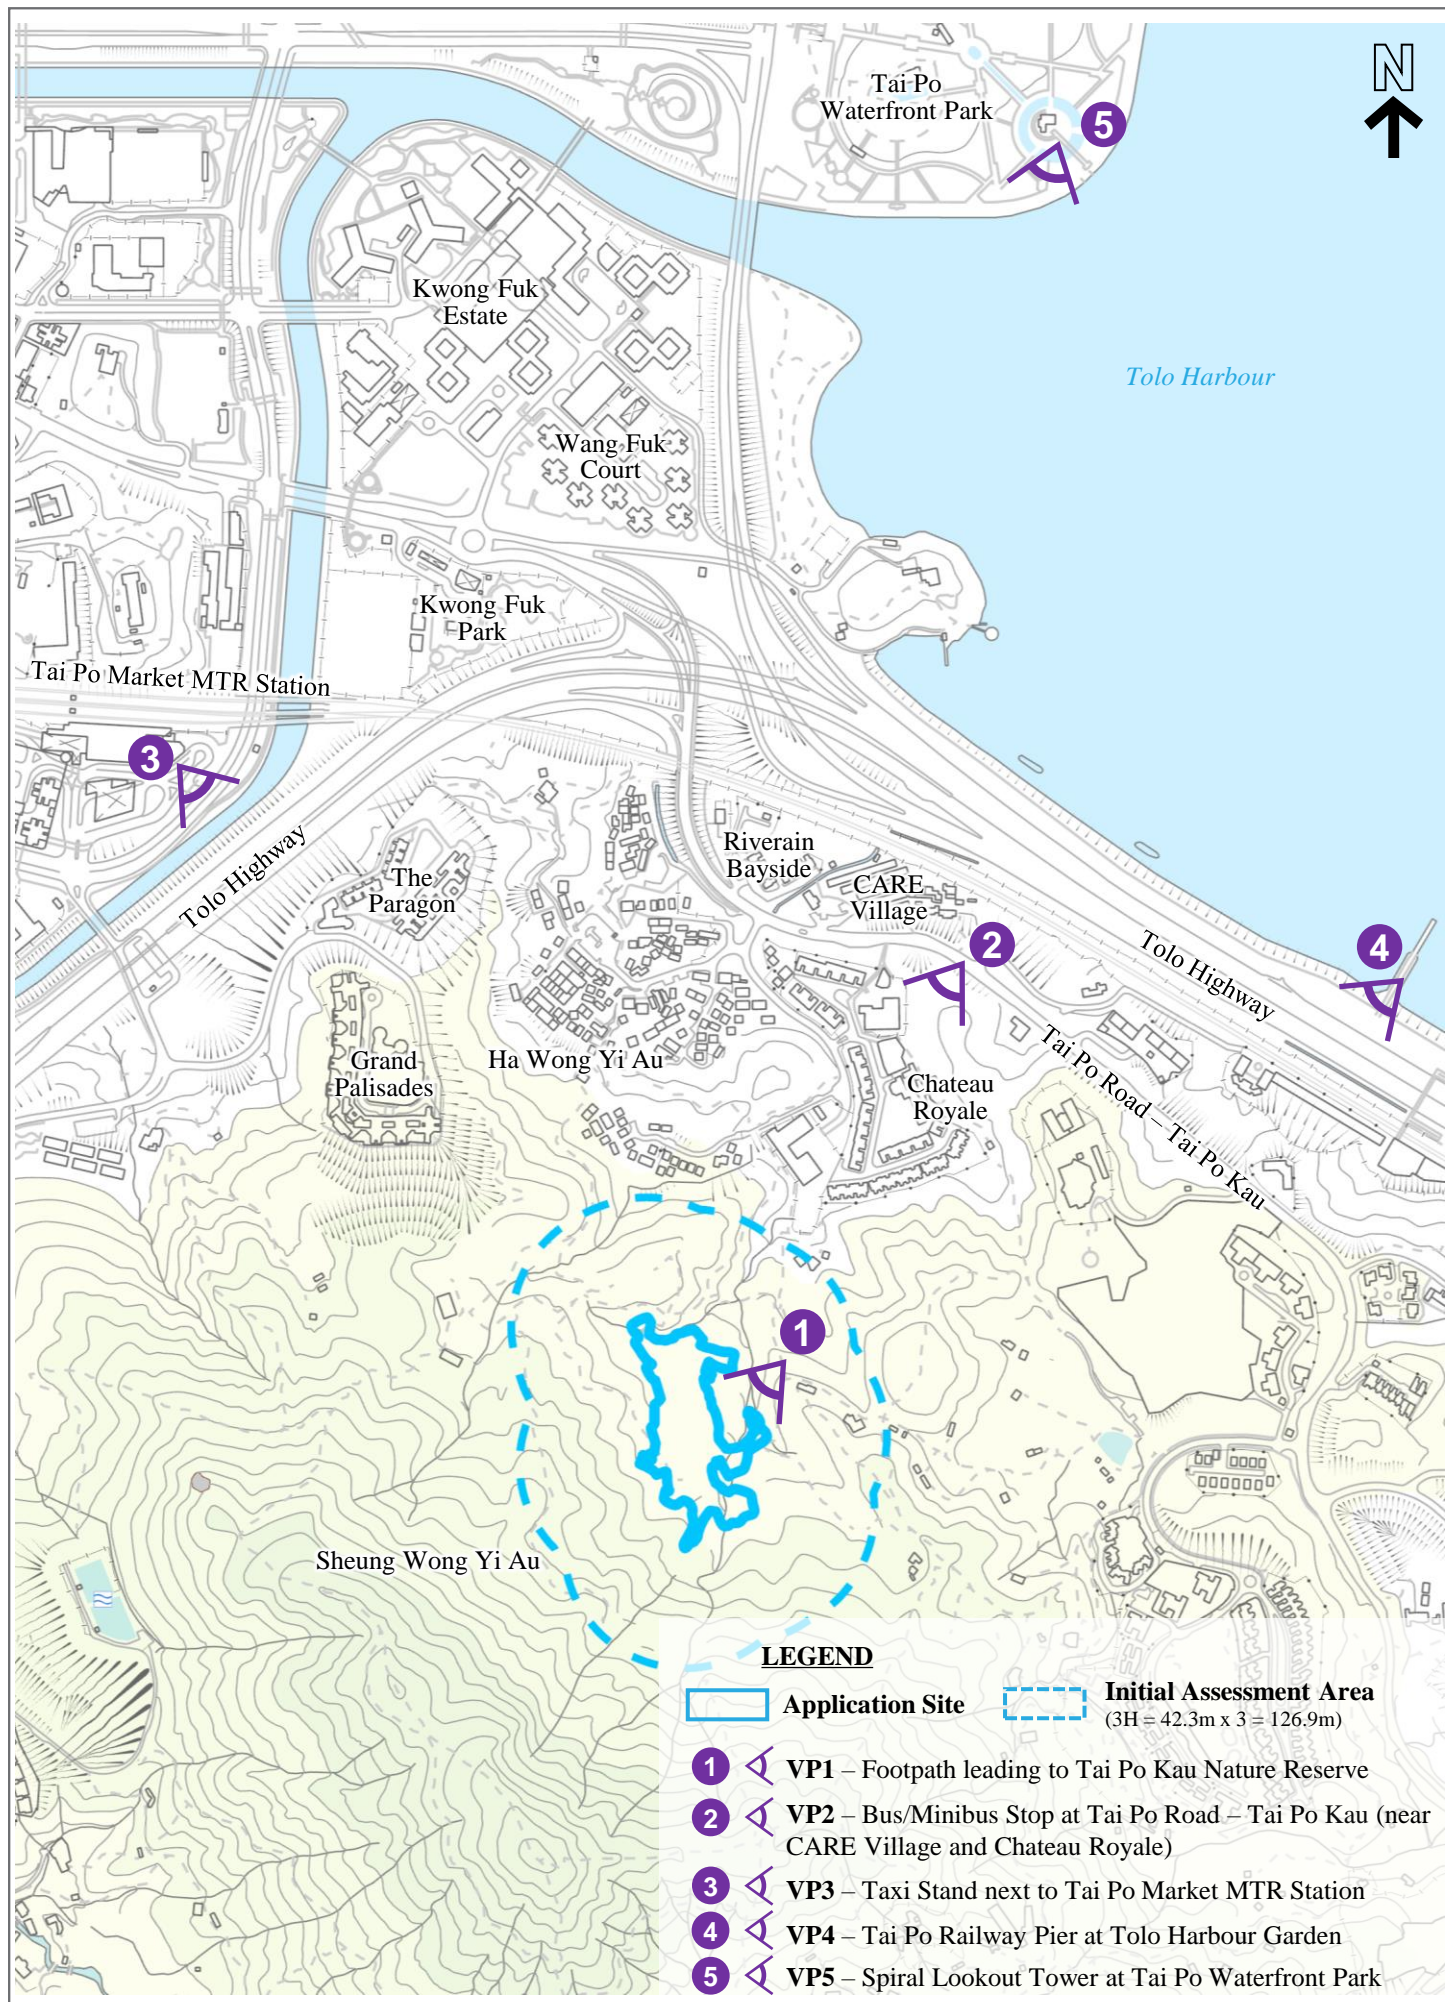 N
Tai Po
Waterfront Park
5
Kwong Fuk
Estate
Tolo Harbour
Wang Fuk
Court
Kwong Fuk
Park
Tai Po Market MTR Station
3
Tolo Highway
The
Paragon
Riverain
Bayside
CARE
Village
2
Tolo Highway
4
Grand
Palisades
Ha Wong Yi Au
Chateau
Royale
Tai Po Road – Tai Po Kau
1
Sheung Wong Yi Au
LEGEND
Application Site
Initial Assessment Area
(3H = 42.3m x 3 = 126.9m)
1 VP1 – Footpath leading to Tai Po Kau Nature Reserve
2 VP2 – Bus/Minibus Stop at Tai Po Road – Tai Po Kau (near
CARE Village and Chateau Royale)
3 VP3 – Taxi Stand next to Tai Po Market MTR Station
4 VP4 – Tai Po Railway Pier at Tolo Harbour Garden
5 VP5 – Spiral Lookout Tower at Tai Po Waterfront Park